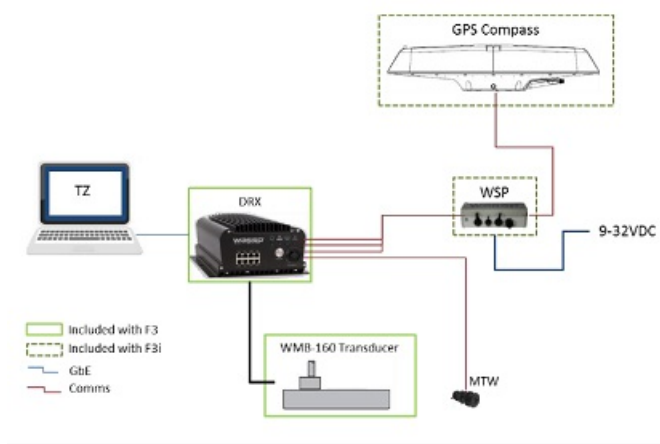 GPS Compass
TZ
DRX
wassp
WSP
9-32VDC
WMB-160 Transducer
MTW
Included with F3
Included with F3i
GbE
Comms